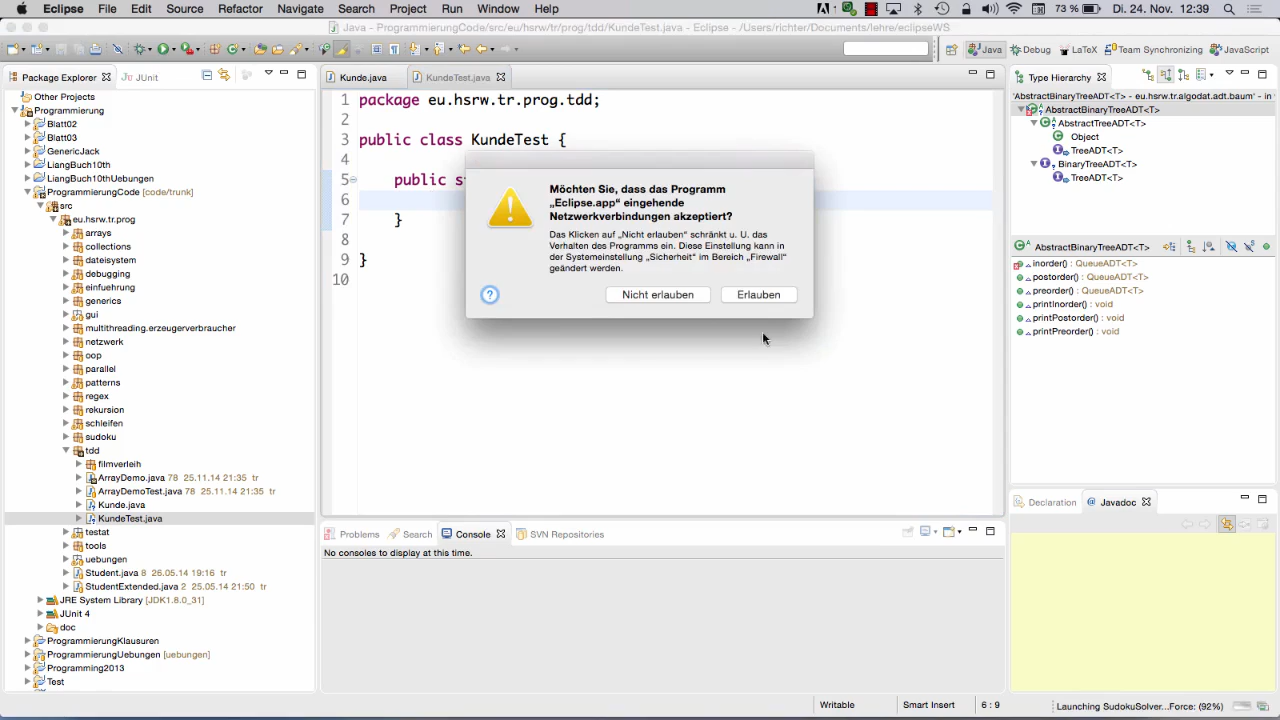 Eclipse File Edit Source Refactor Navigate Search Project Run Window Help 73 % Di. 24. Nov. 12:39
Java - ProgrammierungCode/src/eu/hsrw/tr/prog/tdd/KundeTest.java - Eclipse - /Users/richter/Documents/lehre/eclipseWS
Java Debug LaTeX Team Synchronizing JavaScript
Package Explorer JUnit
Other Projects
Programmierung
Blatt02
Blatt03
GenericJack
LiangBuch10th
LiangBuch10thUebungen
ProgrammierungCode [code/trunk]
src
eu.hsrw.tr.prog
arrays
collections
dateisystem
debugging
einfuehrung
generics
gui
multithreading.erzeugerverbraucher
netzwerk
oop
parallel
patterns
regex
rekursion
schleifen
sudoku
tdd
filmverleih
ArrayDemo.java 78 25.11.14 21:35 tr
ArrayDemoTest.java 78 25.11.14 21:35 tr
Kunde.java
KundeTest.java
testat
tools
uebungen
Student.java 8 26.05.14 19:16 tr
StudentExtended.java 2 25.05.14 21:50 tr
JRE System Library [JDK1.8.0_31]
JUnit 4
doc
ProgrammierungKlausuren
ProgrammierungUebungen [uebungen]
Programming2013
Test
Kunde.java KundeTest.java
1 package eu.hsrw.tr.prog.tdd;
2
3 public class KundeTest {
4
5 public s
6
7 }
8
9 }
10
Möchten Sie, dass das Programm
„Eclipse.app“ eingehende
Netzwerkverbindungen akzeptiert?
Das Klicken auf „Nicht erlauben“ schränkt u. U. das
Verhalten des Programms ein. Diese Einstellung kann in
der Systemeinstellung „Sicherheit“ im Bereich „Firewall“
geändert werden.
? Nicht erlauben Erlauben
Problems Search Console SVN Repositories
No consoles to display at this time.
Type Hierarchy
'AbstractBinaryTreeADT<T>' - eu.hsrw.tr.algodat.adt.baum - in
AbstractBinaryTreeADT<T>
AbstractTreeADT<T>
Object
TreeADT<T>
BinaryTreeADT<T>
TreeADT<T>
AbstractBinaryTreeADT<T>
inorder() : QueueADT<T>
postorder() : QueueADT<T>
preorder() : QueueADT<T>
printInorder() : void
printPostorder() : void
printPreorder() : void
Declaration @ Javadoc
Writable Smart Insert 6 : 9 Launching SudokuSolver...Force: (92%)